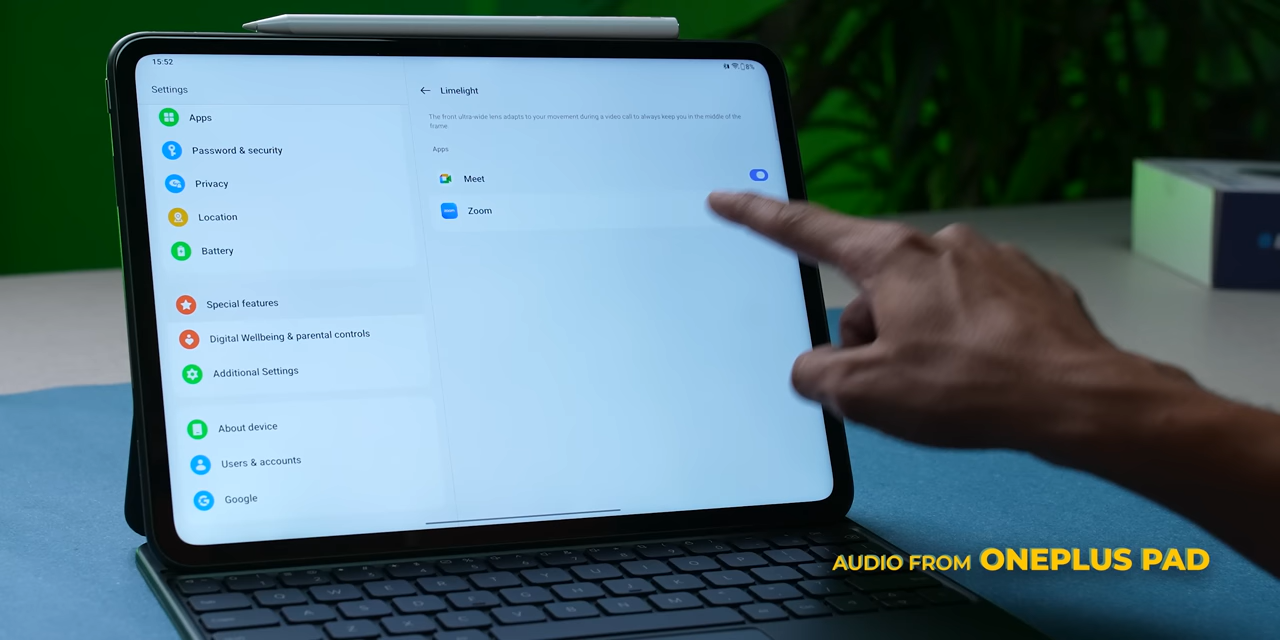 15:52
8%
Settings
Limelight
Apps
Password & security
Privacy
Location
Battery
Special features
Digital Wellbeing & parental controls
Additional Settings
About device
Users & accounts
Google
The front ultra-wide lens adapts to your movement during a video call to always keep you in the middle of the
frame
Apps
Meet
Zoom
AUDIO FROM ONEPLUS PAD